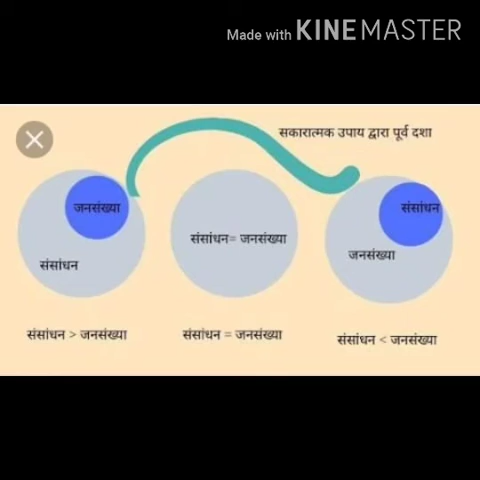 Made with KINEMASTER
सकारात्मक उपाय द्वारा पूर्व दशा
जनसंख्या
संसांधन
संसांधन= जनसंख्या
संसांधन
जनसंख्या
संसांधन > जनसंख्या
संसांधन = जनसंख्या
संसांधन < जनसंख्या